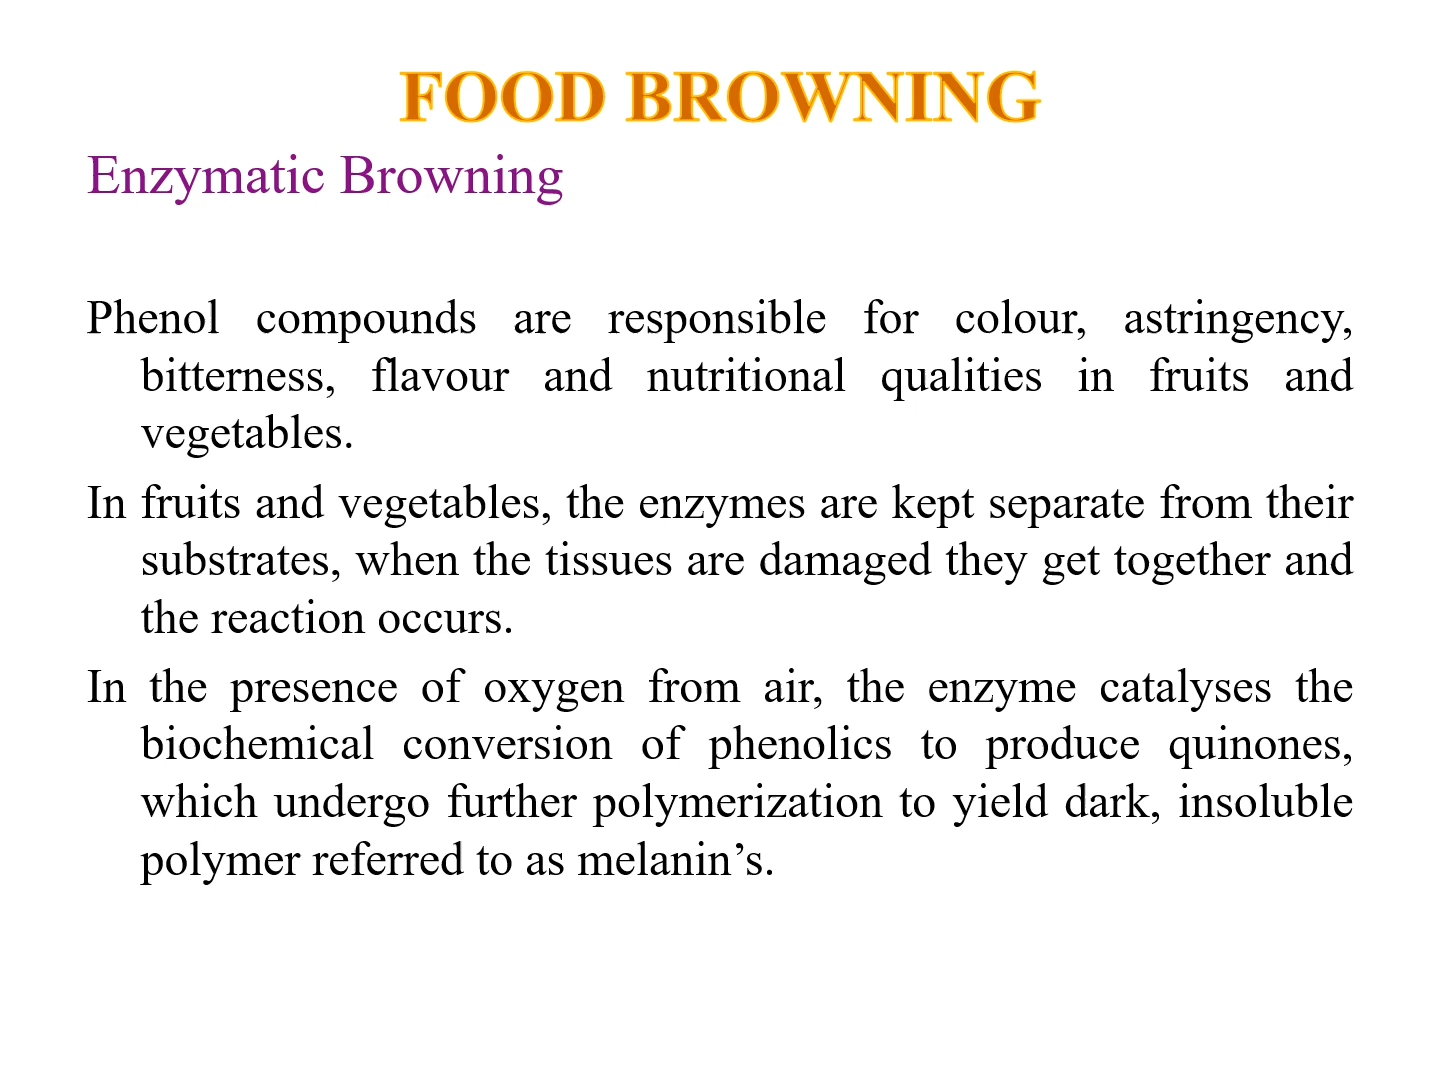 FOOD BROWNING
Enzymatic Browning
Phenol compounds are responsible for colour, astringency,
bitterness, flavour and nutritional qualities in fruits and
vegetables.
In fruits and vegetables, the enzymes are kept separate from their
substrates, when the tissues are damaged they get together and
the reaction occurs.
In the presence of oxygen from air, the enzyme catalyses the
biochemical conversion of phenolics to produce quinones,
which undergo further polymerization to yield dark, insoluble
polymer referred to as melanin’s.